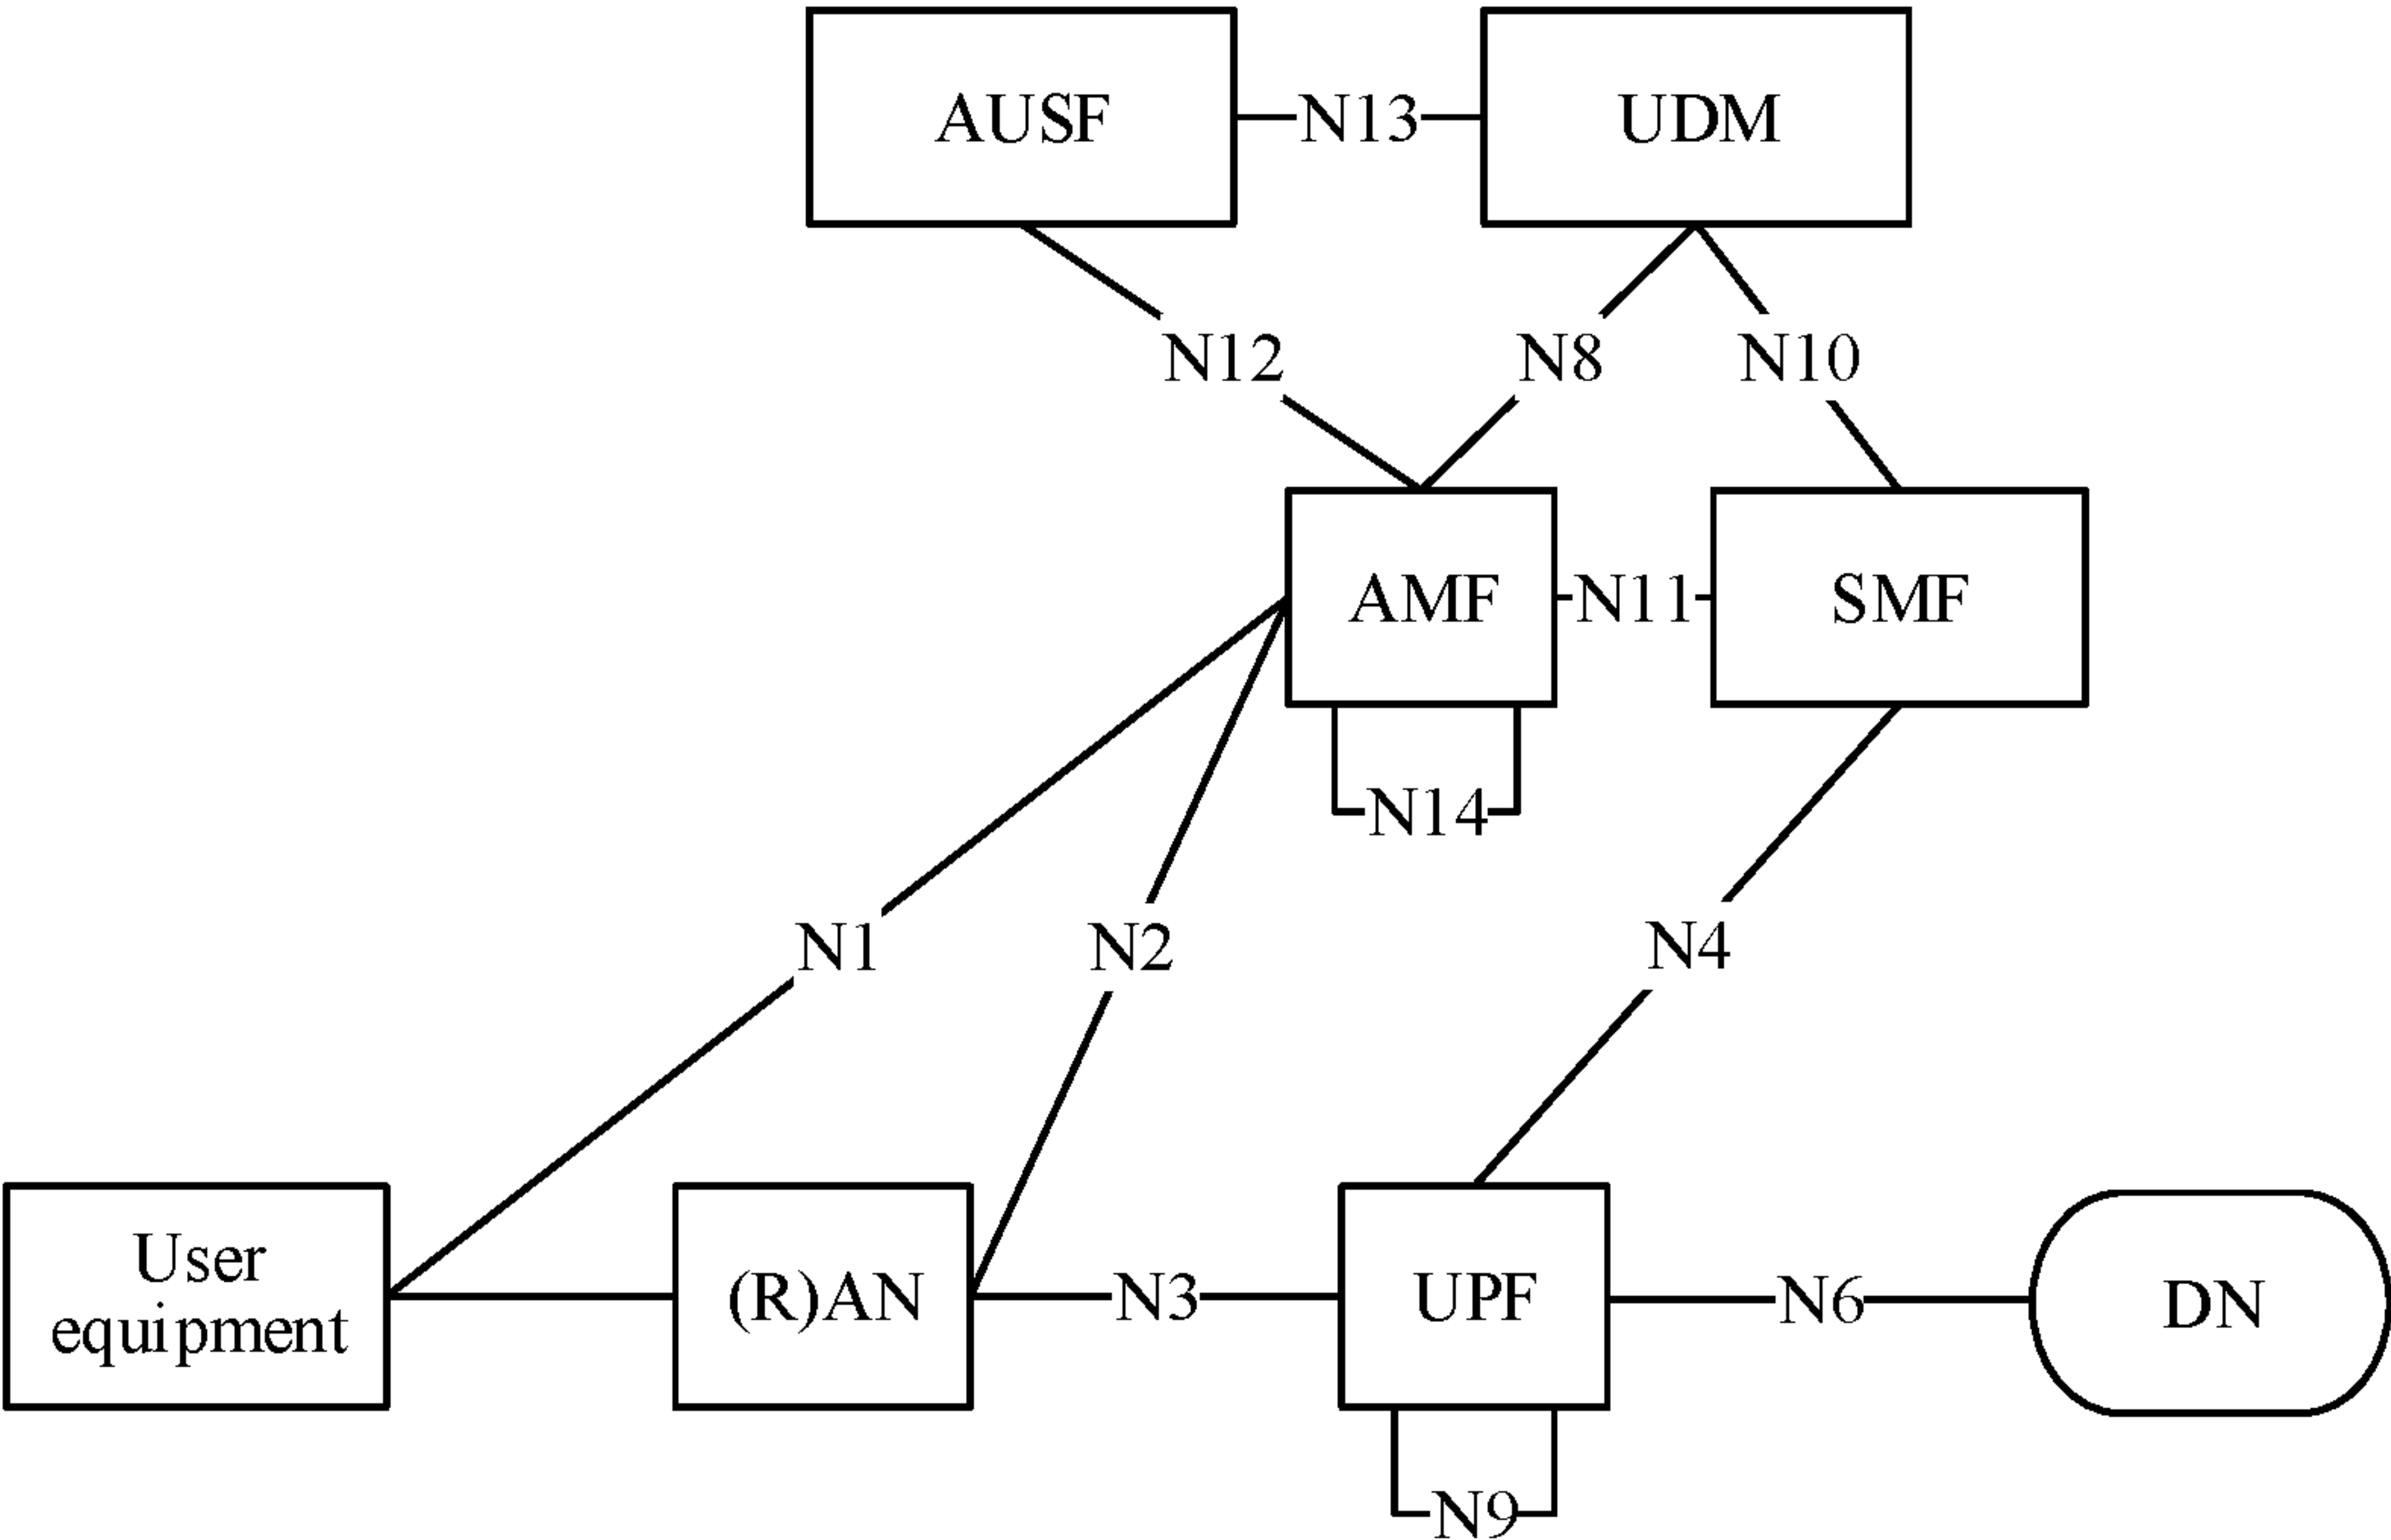 AUSF
N13
UDM
N12
N8
N10
AMF
N11
SMF
N14
N1
N2
N4
User
equipment
(R)AN
N3
UPF
N6
DN
N9